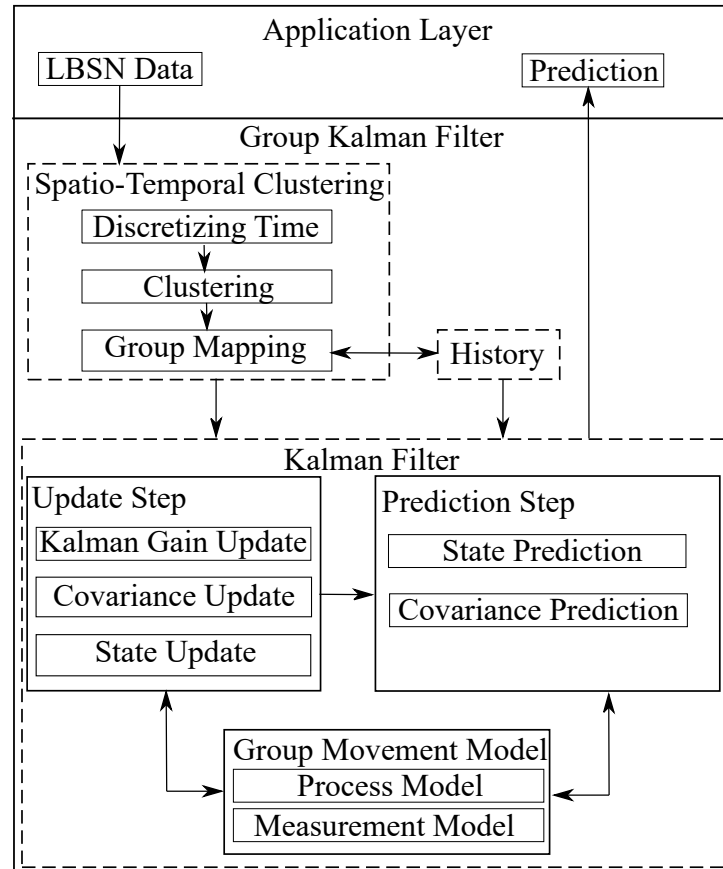 Application Layer
LBSN Data
Prediction
Group Kalman Filter
Spatio-Temporal Clustering
Discretizing Time
Clustering
Group Mapping
History
Kalman Filter
Update Step
Kalman Gain Update
Covariance Update
State Update
Prediction Step
State Prediction
Covariance Prediction
Group Movement Model
Process Model
Measurement Model